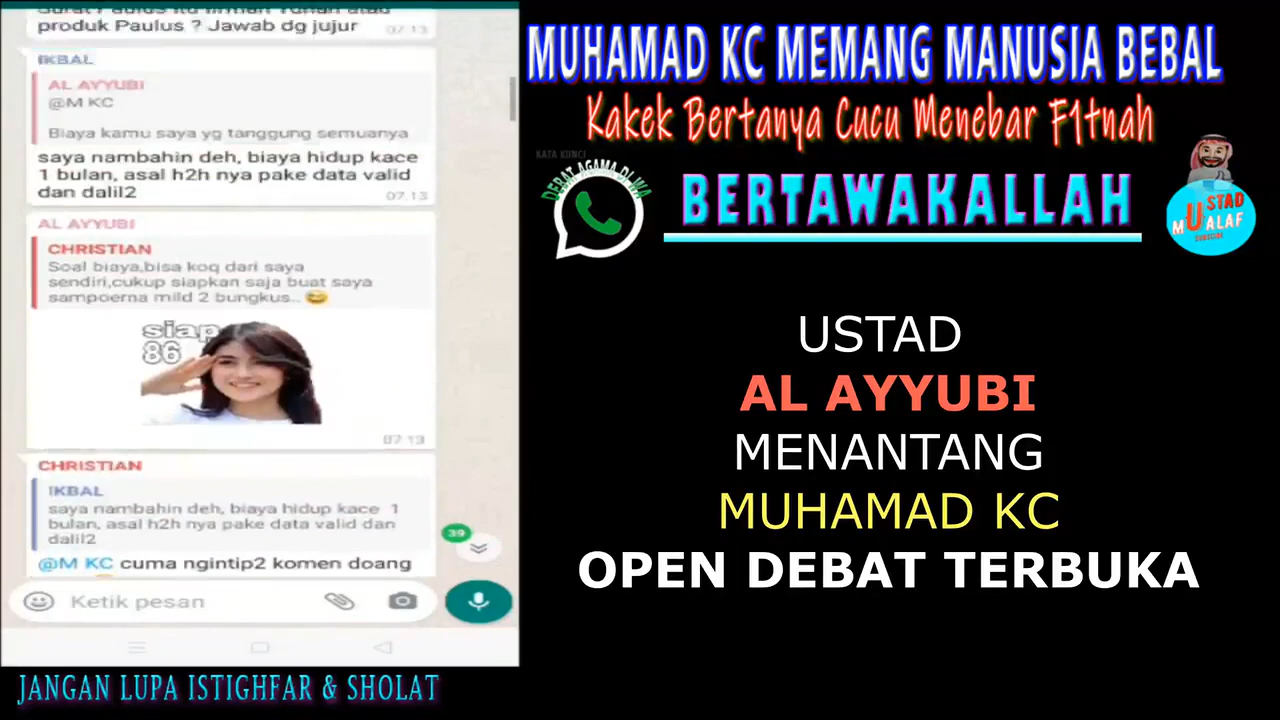 produk Paulus ? Jawab dg jujur
07.13
IKBAL
AL AYYUBI
@M KC
Biaya kamu saya yg tanggung semuanya
saya nambahin deh, biaya hidup kace
1 bulan, asal h2h nya pake data valid
dan dalil2
07.13
AL AYYUBI
CHRISTIAN
Soal biaya,bisa koq dari saya
sendiri,cukup siapkan saja buat saya
sampoerna mild 2 bungkus..
siap
86
07.13
CHRISTIAN
IKBAL
saya nambahin deh, biaya hidup kace 1
bulan, asal h2h nya pake data valid dan
dalil2
39
@M KC cuma ngintip2 komen doang
Ketik pesan
JANGAN LUPA ISTIGHFAR & SHOLAT
MUHAMAD KC MEMANG MANUSIA BEBAL
Kakek Bertanya Cucu Menebar F1tnah
KATA KUNCI
DEBAT AGAMA DI WA
BERTAWAKALLAH
USTAD
MUALAF
USTAD
AL AYYUBI
MENANTANG
MUHAMAD KC
OPEN DEBAT TERBUKA